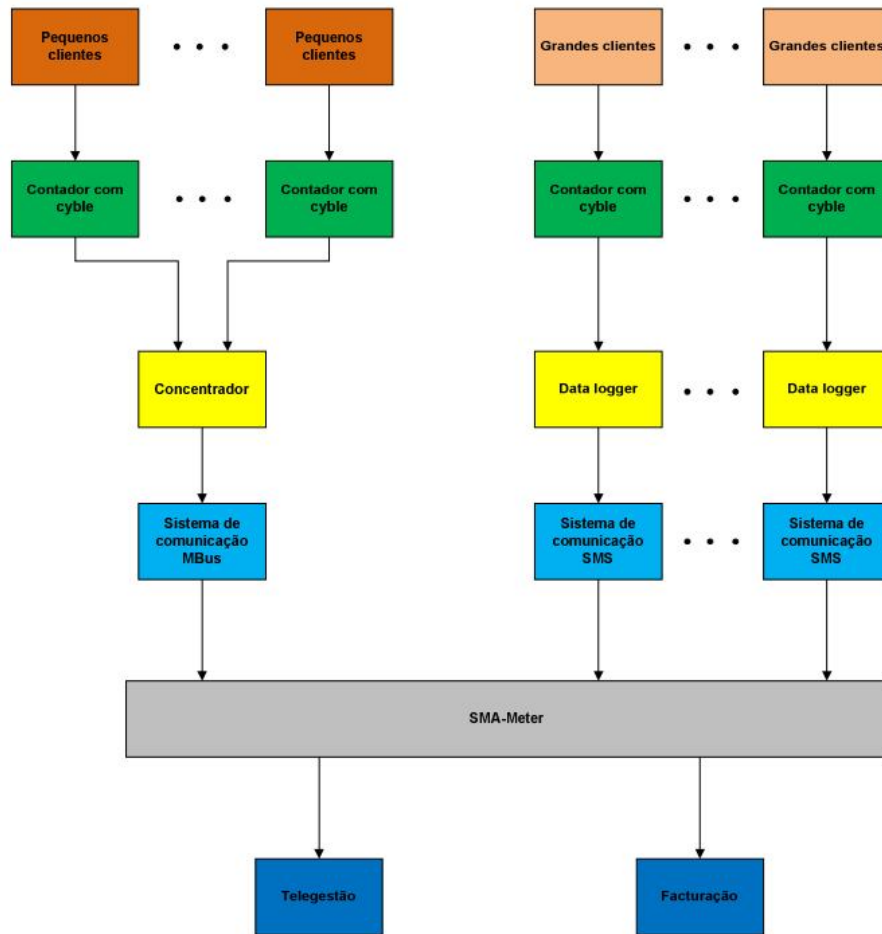 Pequenos
clientes
Pequenos
clientes
Grandes clientes
Grandes clientes
Contador com
cyble
Contador com
cyble
Contador com
cyble
Contador com
cyble
Concentrador
Data logger
Data logger
Sistema de
comunicação
MBus
Sistema de
comunicação
SMS
Sistema de
comunicação
SMS
SMA-Meter
Telegestão
Facturação